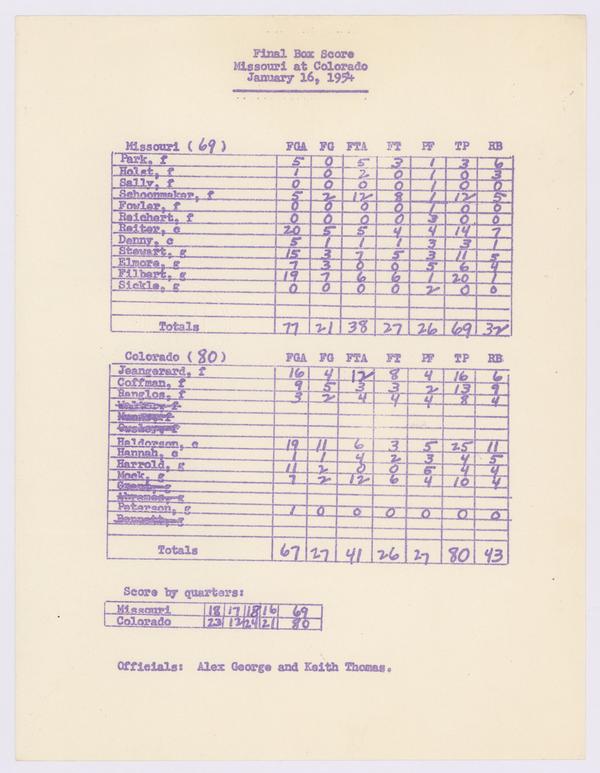 Final Box Score
Missouri at Colorado
January 16, 1954
Missouri (69) FGA FG FTA FT PF TP RB
Park, f 5 0 5 3 1 3 6
Holst, f 1 0 2 0 1 0 3
Sally, f 0 0 0 0 1 0 0
Schoonmaker, f 5 2 12 8 1 12 5
Fowler, f 0 0 0 0 1 0 0
Reichert, f 0 0 0 0 3 0 0
Reiter, c 20 5 5 4 4 14 7
Denny, c 5 1 1 1 3 3 1
Stewart, g 15 3 7 5 3 11 5
Elmore, g 7 3 0 0 5 6 4
Filbert, g 19 7 6 6 1 20 1
Sickle, g 0 0 0 0 2 0 0
Totals 77 21 38 27 26 69 32
Colorado (80) FGA FG FTA FT PF TP RB
Jeangerard, f 16 4 12 8 4 16 6
Coffman, f 9 5 3 3 2 13 9
Ranglos, f 3 2 4 4 4 8 4
Haldorson, c 19 11 6 3 5 25 11
Hannah, c 1 1 4 2 3 4 5
Harrold, g 11 2 0 0 5 4 4
Mock, g 7 2 12 6 4 10 4
Grant, g
Abrames, g
Peterson, g 1 0 0 0 0 0 0
Bennett, g
Totals 67 27 41 26 27 80 43
Score by quarters:
Missouri 18 17 18 16 69
Colorado 23 12 24 21 80
Officials: Alex George and Keith Thomas.